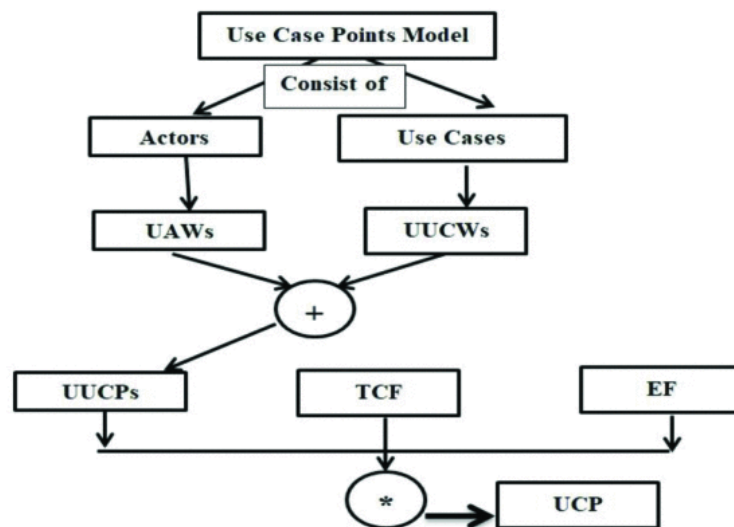 Use Case Points Model
Consist of
Actors
Use Cases
UAWs
UUCWs
+
UUCPs
TCF
EF
*
UCP